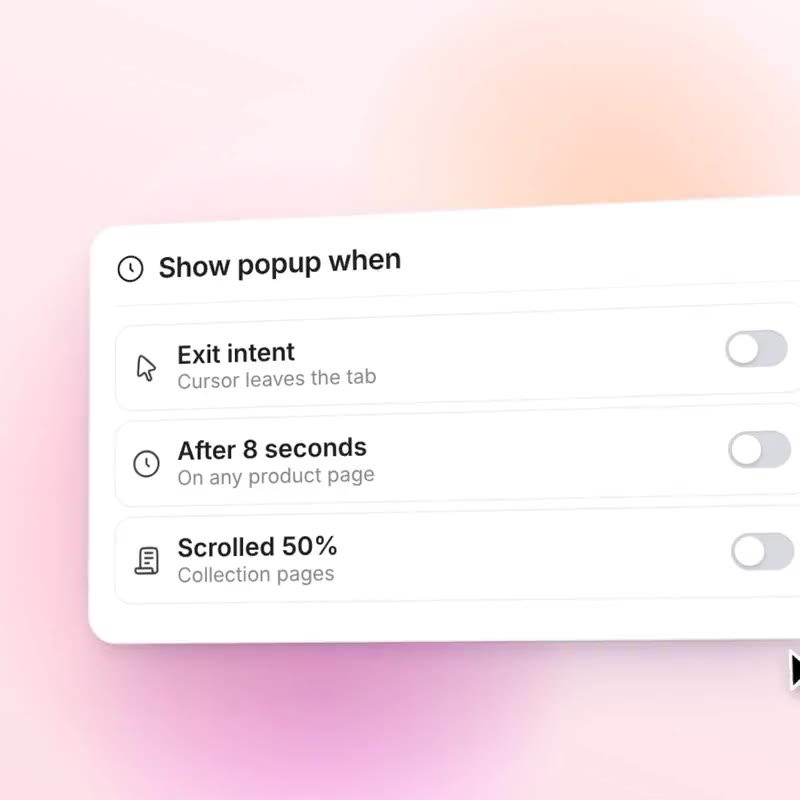 Show popup when
Exit intent
Cursor leaves the tab
After 8 seconds
On any product page
Scrolled 50%
Collection pages